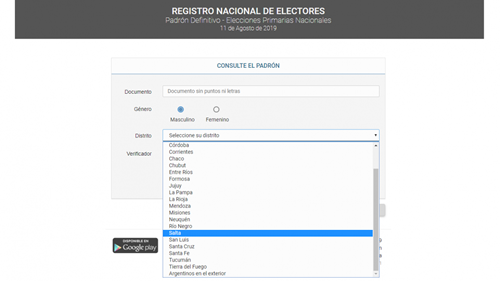 REGISTRO NACIONAL DE ELECTORES
Padrón Definitivo - Elecciones Primarias Nacionales
11 de Agosto de 2019
CONSULTE EL PADRÓN
Documento
Documento sin puntos ni letras
Género
Masculino
Femenino
Distrito
Seleccione su distrito
Verificador
Córdoba
Corrientes
Chaco
Chubut
Entre Ríos
Formosa
Jujuy
La Pampa
La Rioja
Mendoza
Misiones
Neuquén
Río Negro
Salta
San Luis
Santa Cruz
Santa Fe
Tucumán
Tierra del Fuego
Argentinos en el exterior
DISPONIBLE EN
Google play